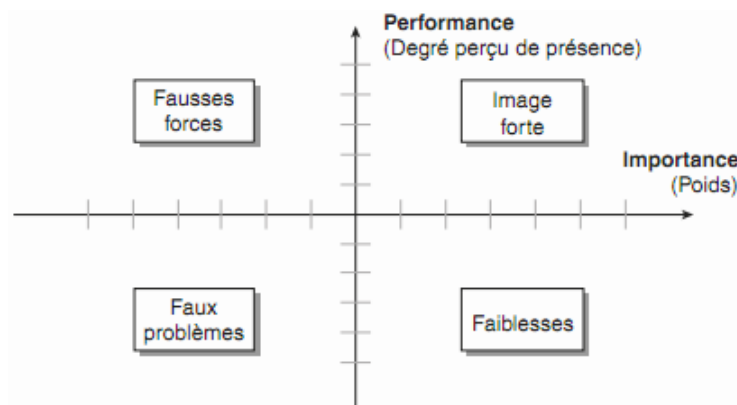 Performance
(Degré perçu de présence)
Fausses
forces
Image
forte
Importance
(Poids)
Faux
problèmes
Faiblesses